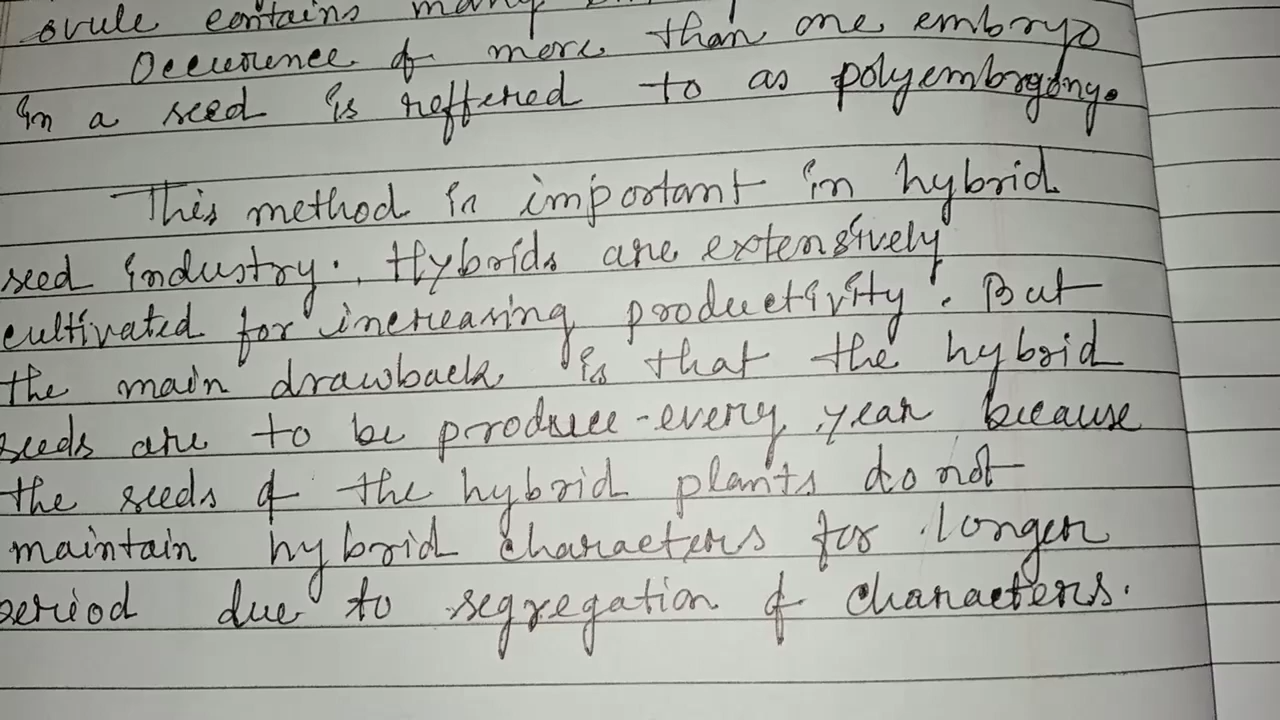 ovule contains many
Occurence of more than one embryo
in a seed is reffered to as polyembryony.
This method is important in hybrid
seed industry. Hybrids are extensively
cultivated for increasing productivity. But
the main drawback is that the hybrid
seeds are to be produce every year because
the seeds of the hybrid plants do not
maintain hybrid characters for longer
period due to segregation of characters.